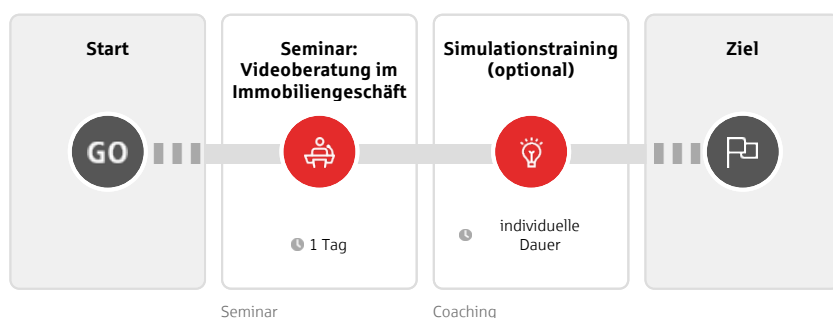 Start
Seminar:
Videoberatung im
Immobiliengeschäft
Simulationstraining
(optional)
Ziel
GO
1 Tag
individuelle
Dauer
Seminar
Coaching